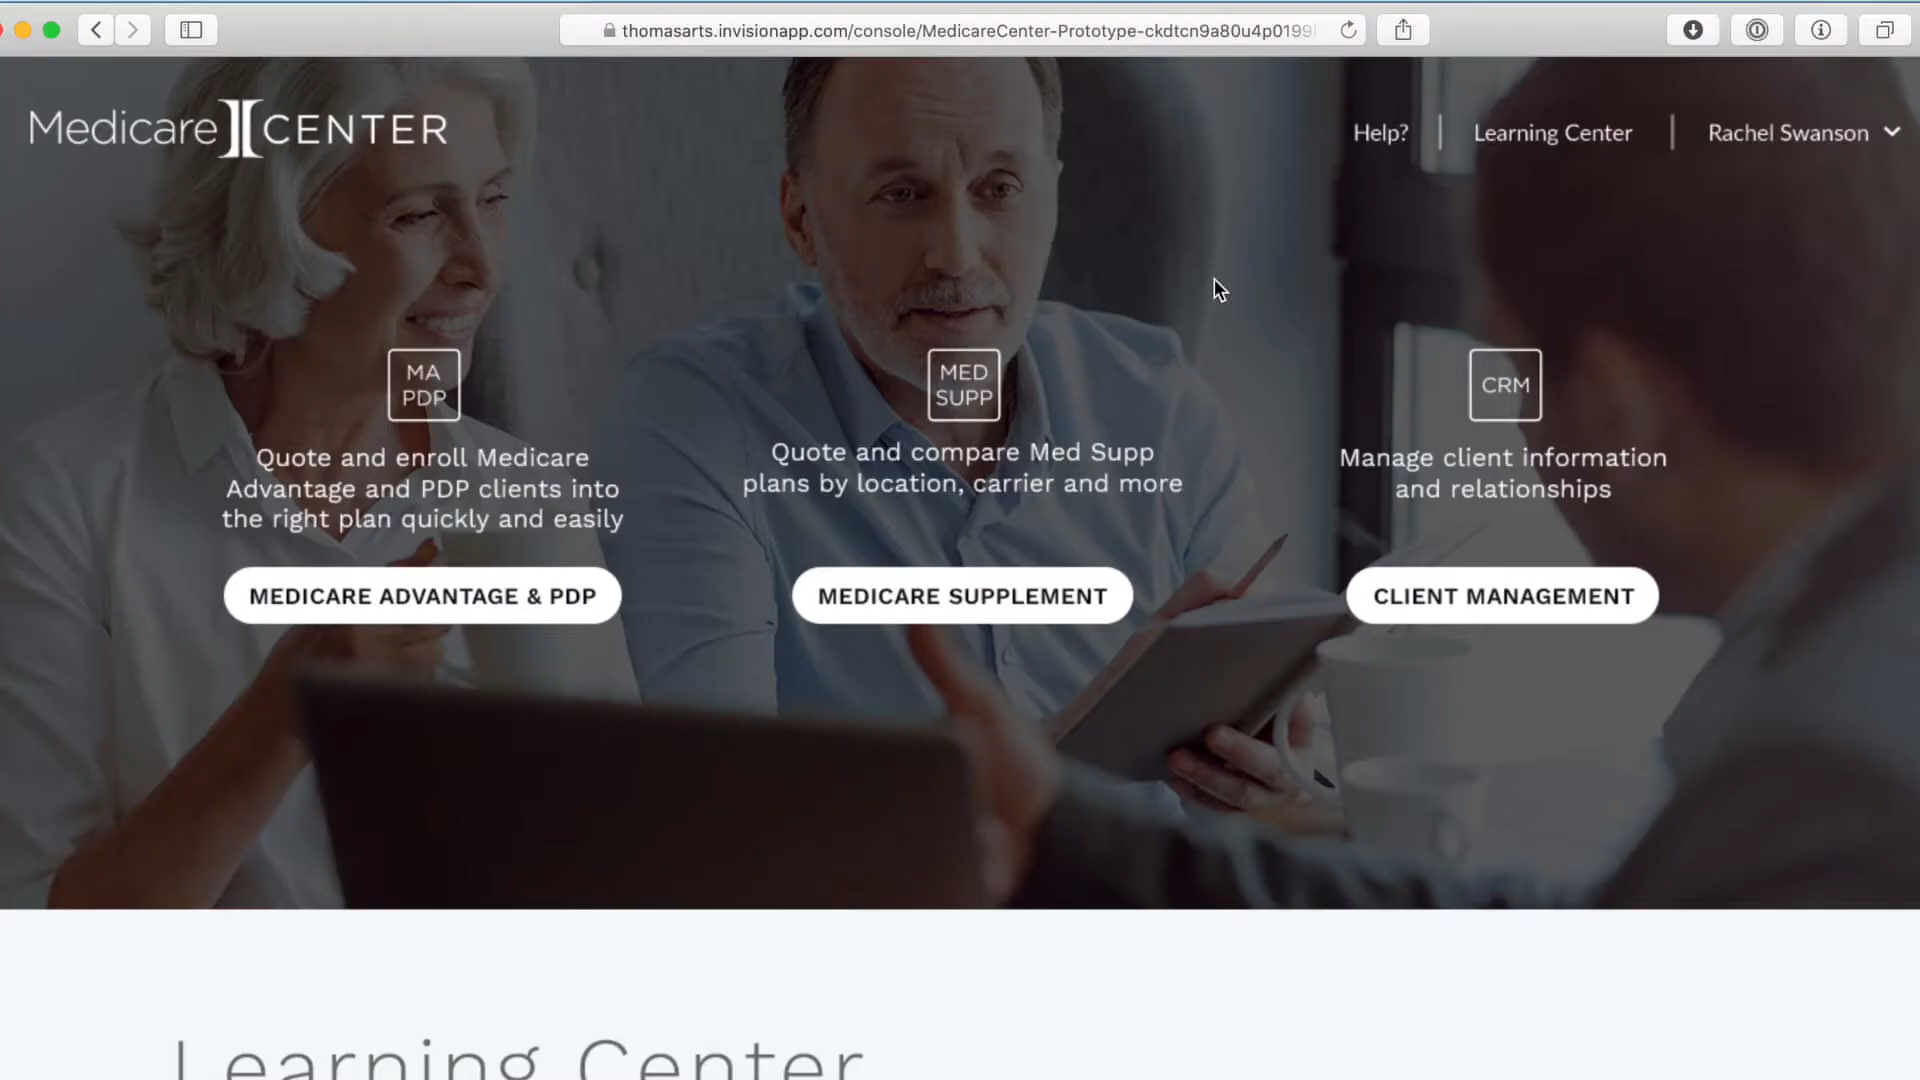 thomasarts.invisionapp.com/console/MedicareCenter-Prototype-ckdtcn9a80u4p0199
Medicare CENTER
Help?
Learning Center
Rachel Swanson
MA
PDP
Quote and enroll Medicare
Advantage and PDP clients into
the right plan quickly and easily
MEDICARE ADVANTAGE & PDP
MED
SUPP
Quote and compare Med Supp
plans by location, carrier and more
MEDICARE SUPPLEMENT
CRM
Manage client information
and relationships
CLIENT MANAGEMENT
Learning Center